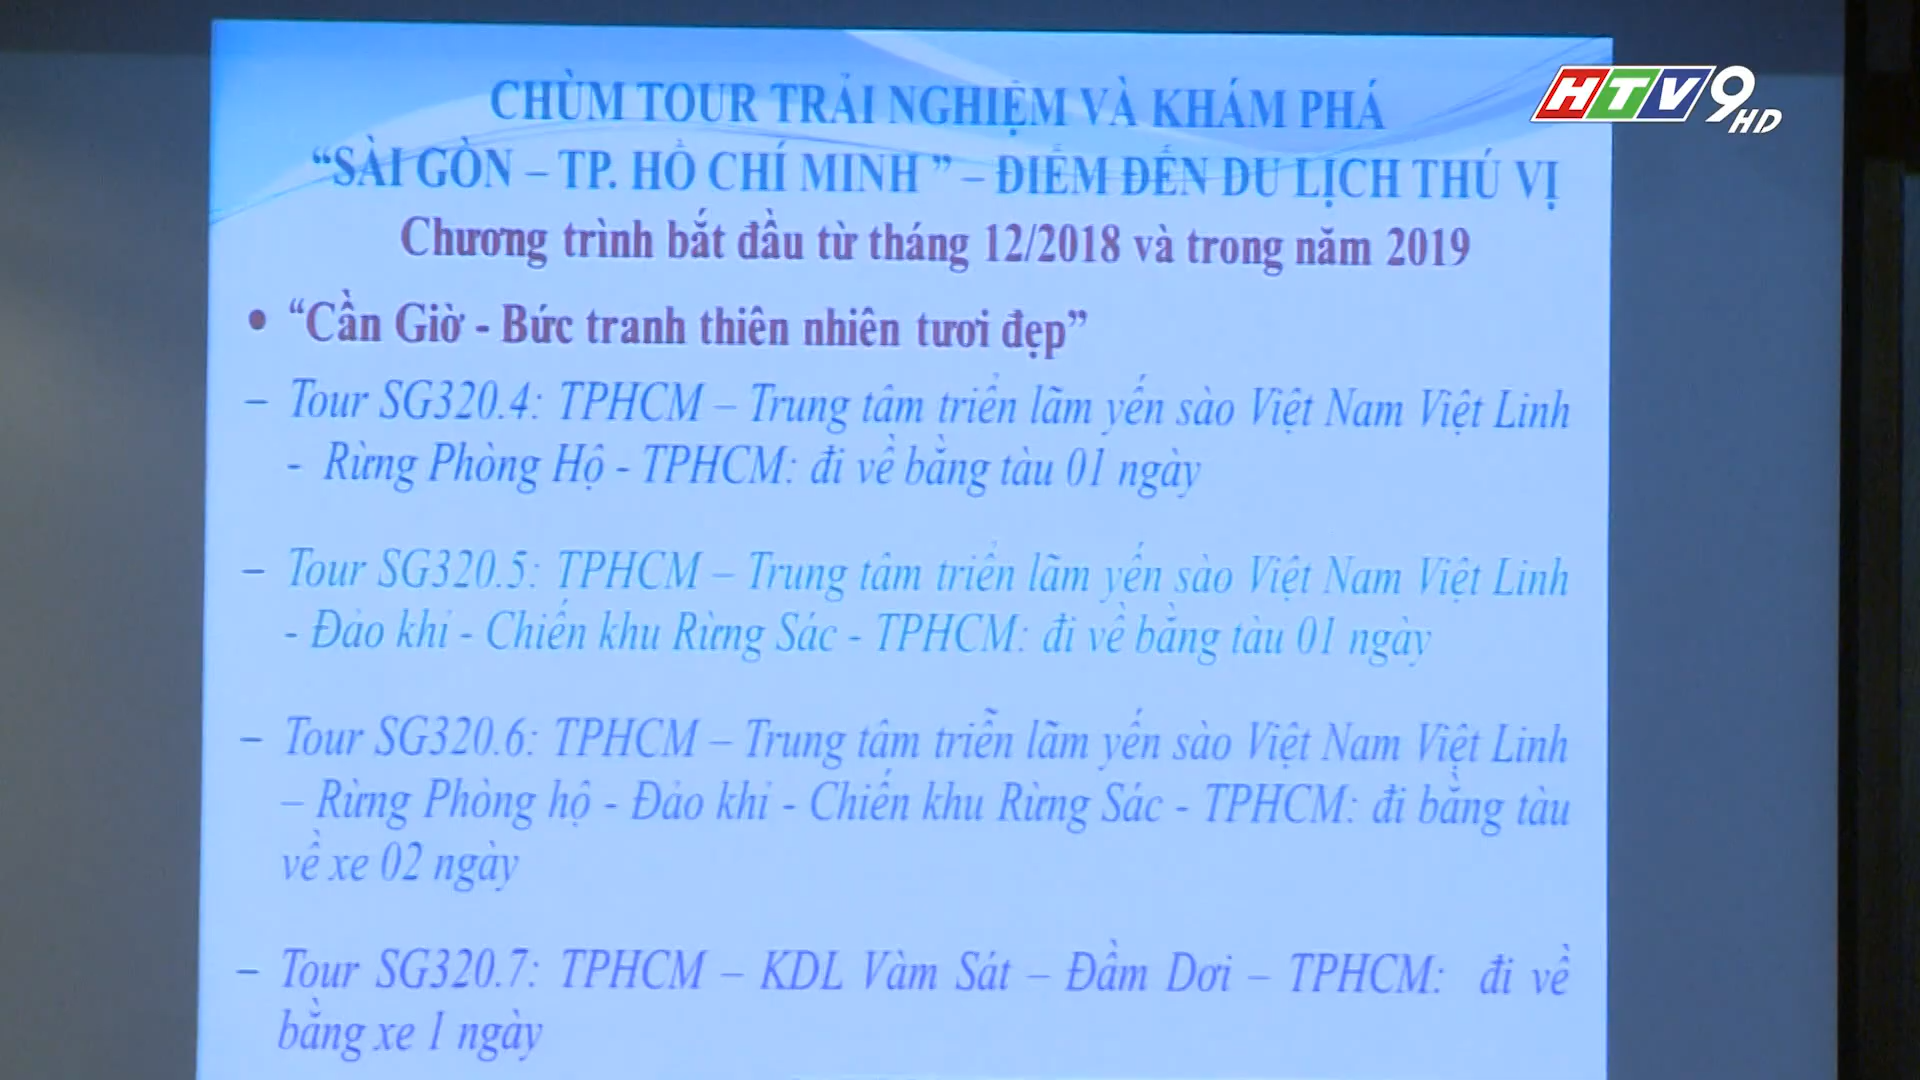 HTV9 HD
CHÙM TOUR TRẢI NGHIỆM VÀ KHÁM PHÁ
“SÀI GÒN – TP. HỒ CHÍ MINH ” – ĐIỂM ĐẾN DU LỊCH THÚ VỊ
Chương trình bắt đầu từ tháng 12/2018 và trong năm 2019
• “Cần Giờ - Bức tranh thiên nhiên tươi đẹp”
– Tour SG320.4: TPHCM – Trung tâm triển lãm yến sào Việt Nam Việt Linh
- Rừng Phòng Hộ - TPHCM: đi về bằng tàu 01 ngày
– Tour SG320.5: TPHCM – Trung tâm triển lãm yến sào Việt Nam Việt Linh
- Đảo khỉ - Chiến khu Rừng Sác - TPHCM: đi về bằng tàu 01 ngày
– Tour SG320.6: TPHCM – Trung tâm triễn lãm yến sào Việt Nam Việt Linh
– Rừng Phòng hộ - Đảo khỉ - Chiến khu Rừng Sác - TPHCM: đi bằng tàu
về xe 02 ngày
– Tour SG320.7: TPHCM – KDL Vàm Sát – Đầm Dơi – TPHCM: đi về
bằng xe 1 ngày